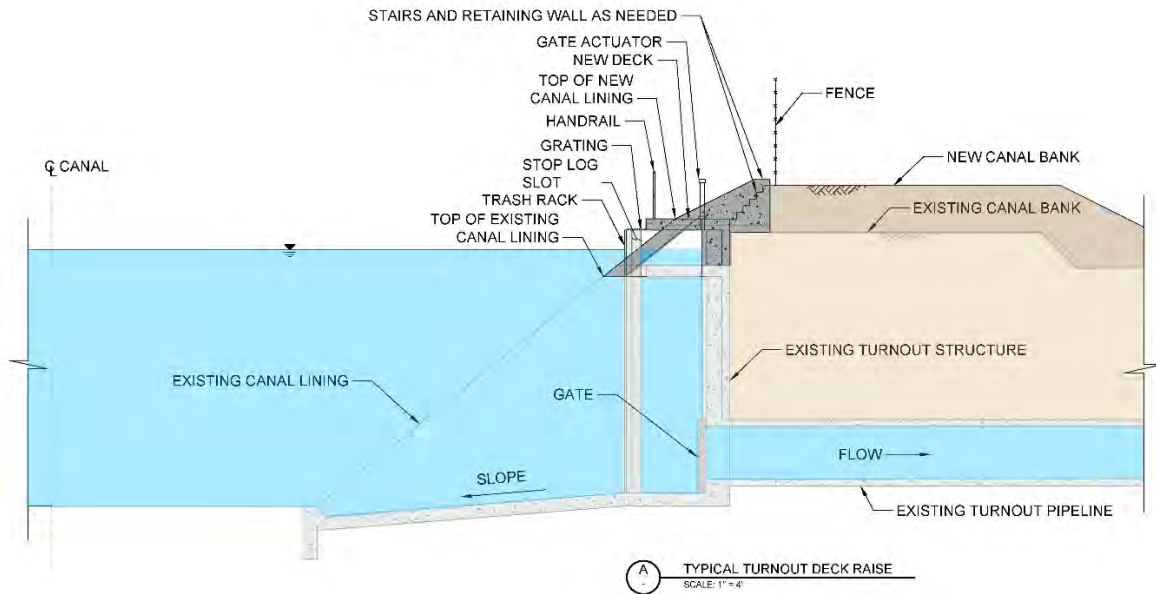 STAIRS AND RETAINING WALL AS NEEDED
GATE ACTUATOR
NEW DECK
TOP OF NEW
CANAL LINING
HANDRAIL
GRATING
STOP LOG
SLOT
TRASH RACK
TOP OF EXISTING
CANAL LINING
℄ CANAL
FENCE
NEW CANAL BANK
EXISTING CANAL BANK
EXISTING CANAL LINING
EXISTING TURNOUT STRUCTURE
GATE
FLOW
SLOPE
EXISTING TURNOUT PIPELINE
A
-
TYPICAL TURNOUT DECK RAISE
SCALE: 1" = 4'